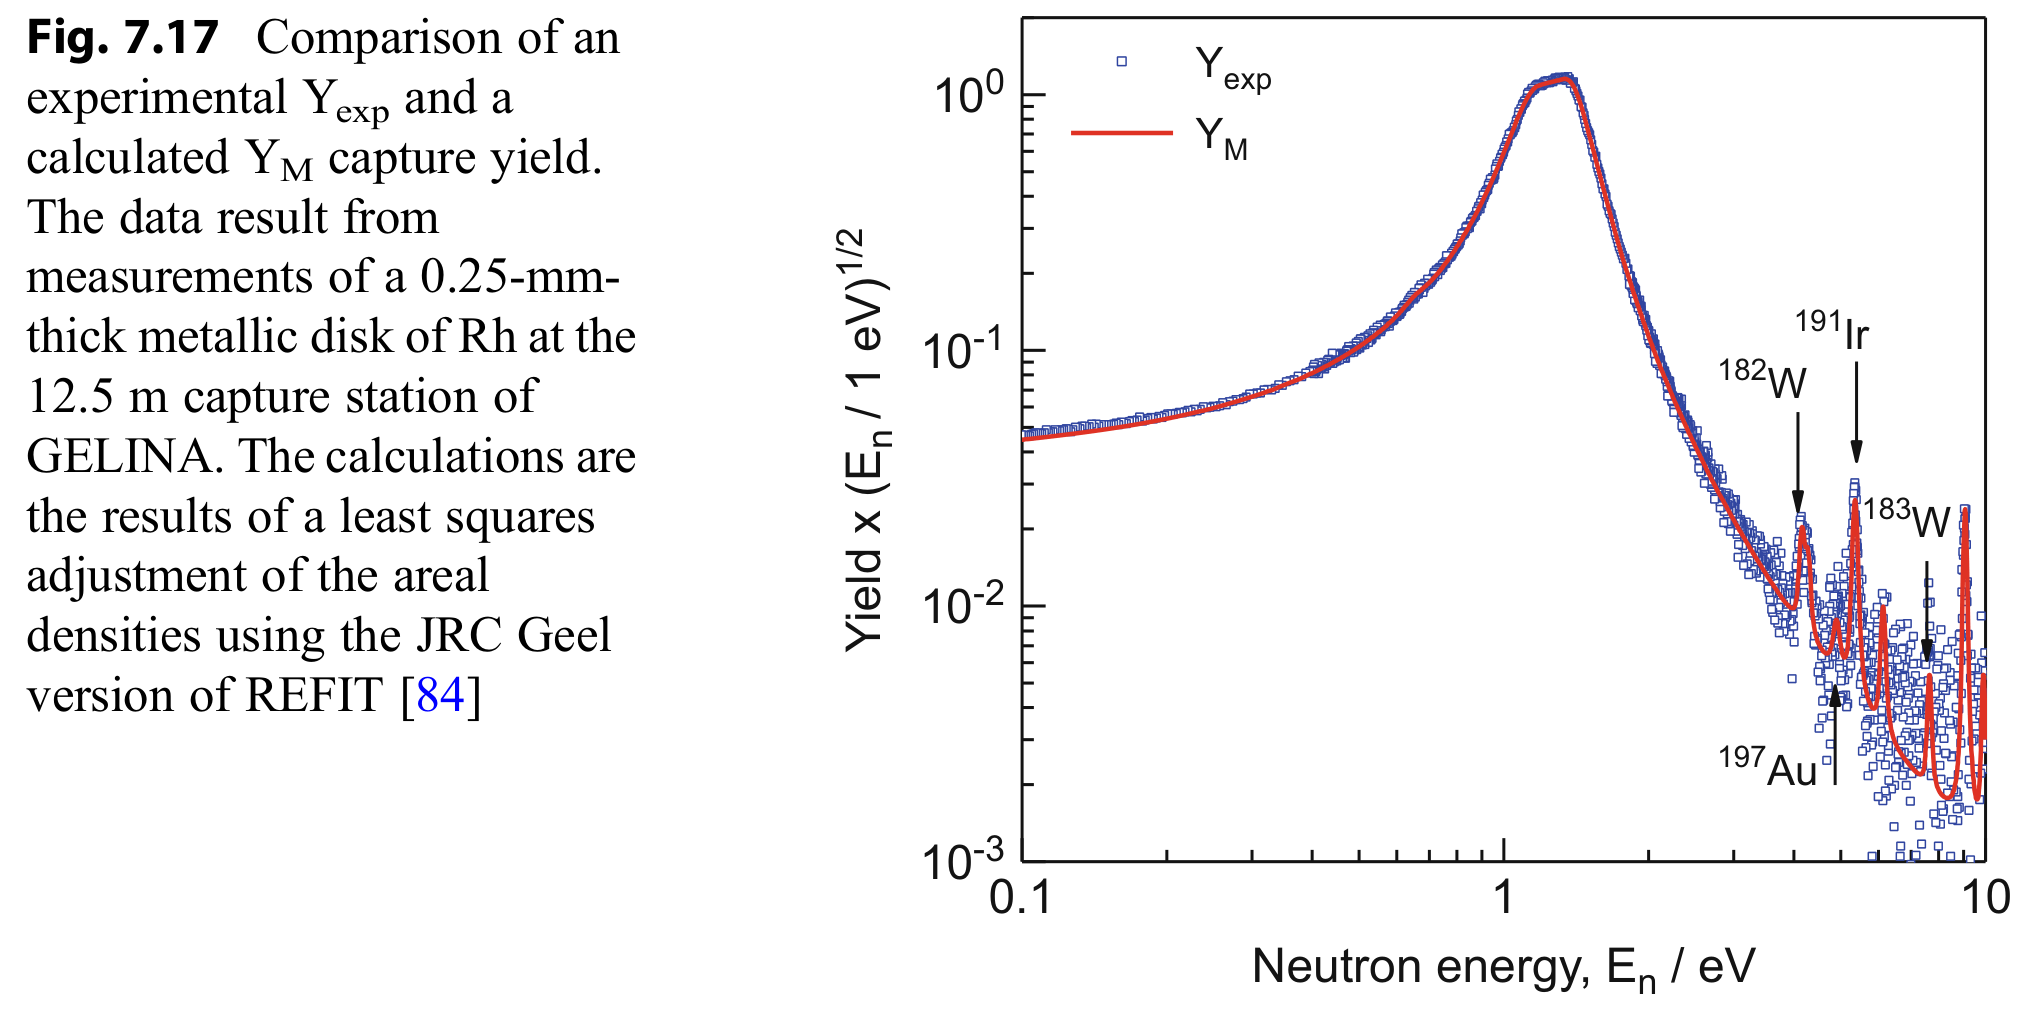 Fig. 7.17 Comparison of an
experimental Yexp and a
calculated YM capture yield.
The data result from
measurements of a 0.25-mm-
thick metallic disk of Rh at the
12.5 m capture station of
GELINA. The calculations are
the results of a least squares
adjustment of the areal
densities using the JRC Geel
version of REFIT [84]
Yexp
YM
10^0
10^-1
10^-2
10^-3
Yield x (En / 1 eV)^1/2
191Ir
182W
183W
197Au
0.1
1
10
Neutron energy, En / eV